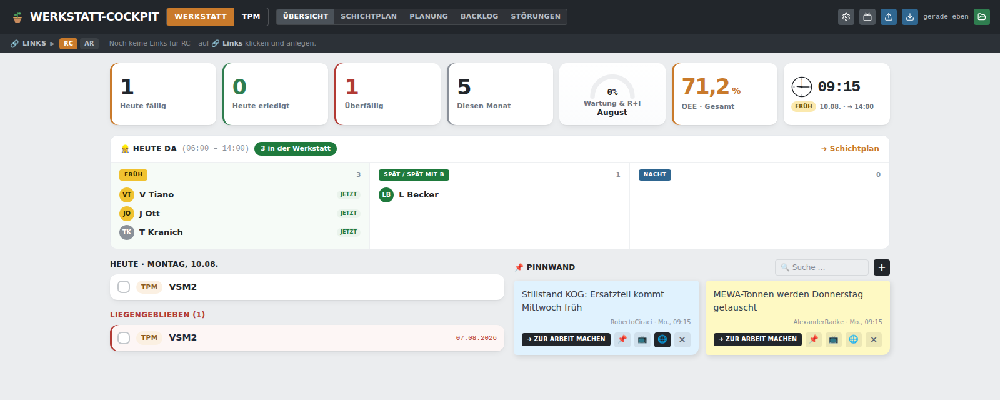 WERKSTATT-COCKPIT
WERKSTATT TPM
ÜBERSICHT SCHICHTPLAN PLANUNG BACKLOG STÖRUNGEN
gerade eben
🔗 LINKS ▶ RC AR Noch keine Links für RC – auf 🔗 Links klicken und anlegen.
1
Heute fällig
0
Heute erledigt
1
Überfällig
5
Diesen Monat
0%
Wartung & R+I
August
71,2 %
OEE · Gesamt
09:15
FRÜH 10.08. · → 14:00
👷 HEUTE DA (06:00 – 14:00) 3 in der Werkstatt
→ Schichtplan
FRÜH 3
VT V Tiano JETZT
JO J Ott JETZT
TK T Kranich JETZT
SPÄT / SPÄT MIT B 1
LB L Becker
NACHT 0
–
HEUTE · MONTAG, 10.08.
TPM VSM2
LIEGENGEBLIEBEN (1)
TPM VSM2 07.08.2026
📌 PINNWAND
🔍 Suche ...
+
Stillstand KOG: Ersatzteil kommt
Mittwoch früh
RobertoCiraci · Mo., 09:15
→ ZUR ARBEIT MACHEN 📌 📺 🌐 ✕
MEWA-Tonnen werden Donnerstag
getauscht
AlexanderRadke · Mo., 09:15
→ ZUR ARBEIT MACHEN 📌 📺 🌐 ✕